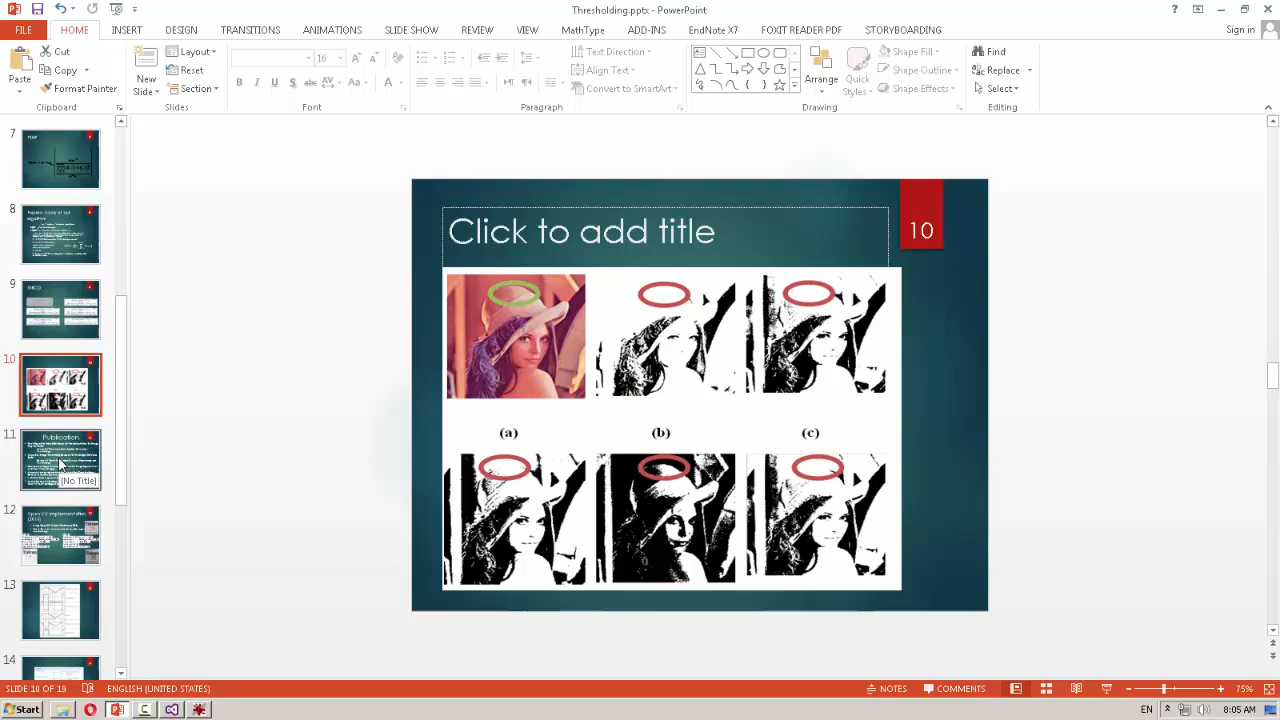 Thresholding.pptx - PowerPoint
FILE HOME INSERT DESIGN TRANSITIONS ANIMATIONS SLIDE SHOW REVIEW VIEW MathType ADD-INS EndNote X7 FOXIT READER PDF STORYBOARDING Sign in
Paste
Cut
Copy
Format Painter
Clipboard
New Slide
Layout
Reset
Section
Slides
16
Font
Text Direction
Align Text
Convert to SmartArt
Paragraph
Arrange
Quick Styles
Shape Fill
Shape Outline
Shape Effects
Drawing
Find
Replace
Select
Editing
7
8
9
10
11
Publication
[No Title]
12
13
14
Click to add title
10
(a) (b) (c)
SLIDE 10 OF 19 ENGLISH (UNITED STATES) NOTES COMMENTS 75%
Start EN 8:05 AM